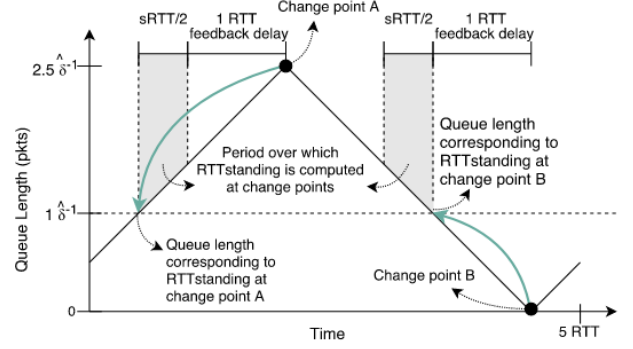 Change point A
sRTT/2
1 RTT
feedback delay
sRTT/2
1 RTT
feedback delay
2.5 δ̂⁻¹
Queue Length (pkts)
Period over which
RTTstanding is computed
at change points
Queue length
corresponding to
RTTstanding at
change point B
1 δ̂⁻¹
Queue length
corresponding to
RTTstanding at
change point A
Change point B
0
Time
5 RTT